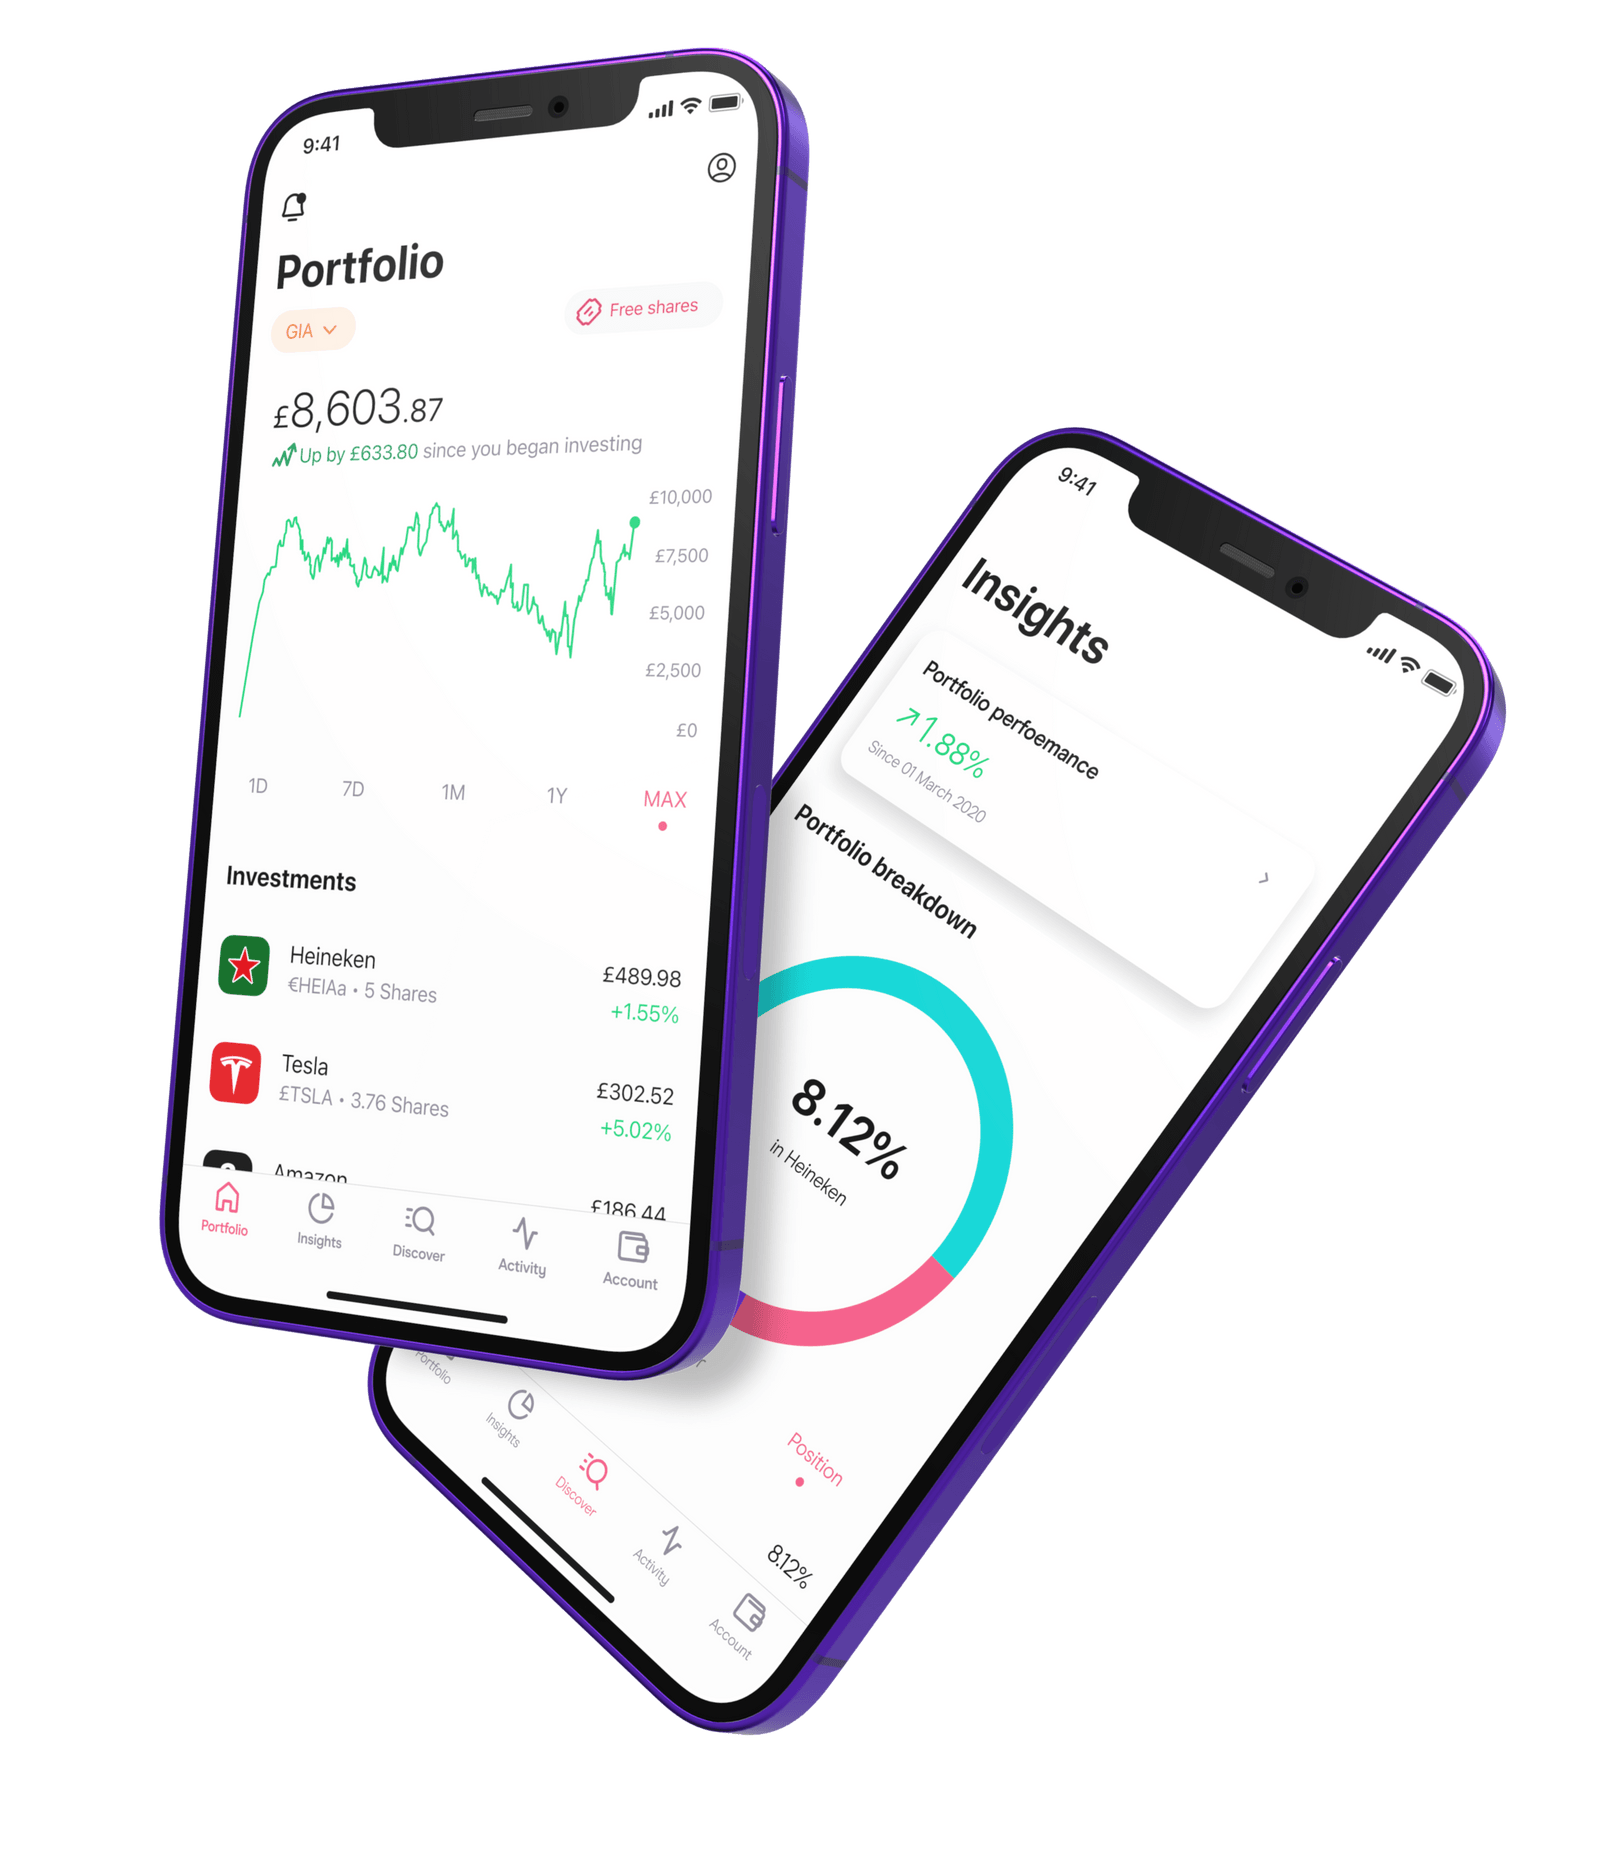 9:41
Portfolio
GIA
Free shares
£8,603.87
Up by £633.80 since you began investing
£10,000
£7,500
£5,000
£2,500
£0
1D 7D 1M 1Y MAX
Investments
Heineken
€HEIAa • 5 Shares
£489.98
+1.55%
Tesla
£TSLA • 3.76 Shares
£302.52
+5.02%
Amazon
£186.44
Portfolio Insights Discover Activity Account
9:41
Insights
Portfolio perfoemance
1.88%
Since 01 March 2020
Portfolio breakdown
8.12%
in Heineken
Position
8.12%
Portfolio Insights Discover Activity Account